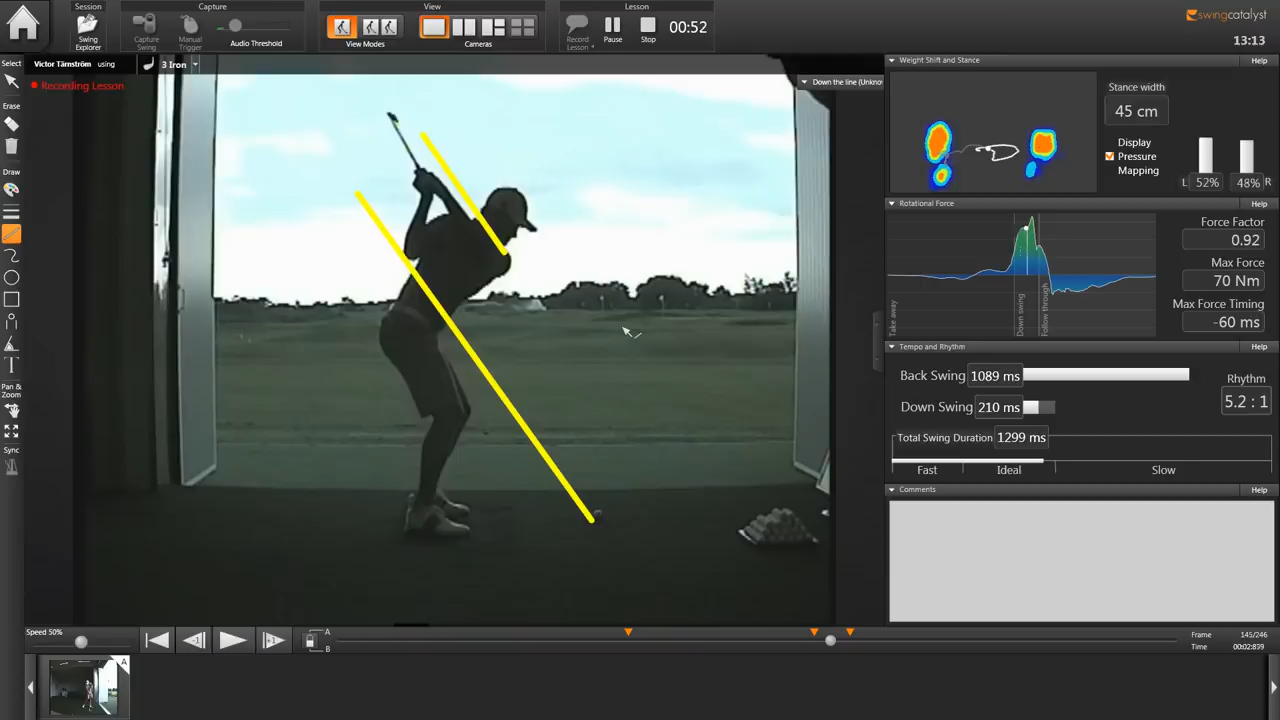 Session
Capture
View
Lesson
swingcatalyst
Swing
Explorer
Capture
Swing
Manual
Trigger
Audio Threshold
View Modes
Cameras
Record
Lesson
Pause
Stop
00:52
13:13
Select
Victor Tärnström using
3 Iron
Recording Lesson
Down the line (Unknow
Erase
Draw
T
Pan &
Zoom
Sync
Weight Shift and Stance
Help
Stance width
45 cm
Display
Pressure
Mapping
L
52%
48%
R
Rotational Force
Help
Take away
Down swing
Follow through
Force Factor
0.92
Max Force
70 Nm
Max Force Timing
-60 ms
Tempo and Rhythm
Help
Back Swing 1089 ms
Down Swing 210 ms
Rhythm
5.2 : 1
Total Swing Duration 1299 ms
Fast
Ideal
Slow
Comments
Help
Speed 50%
-1
+1
A
B
Frame 145/246
Time 00:02:899
A